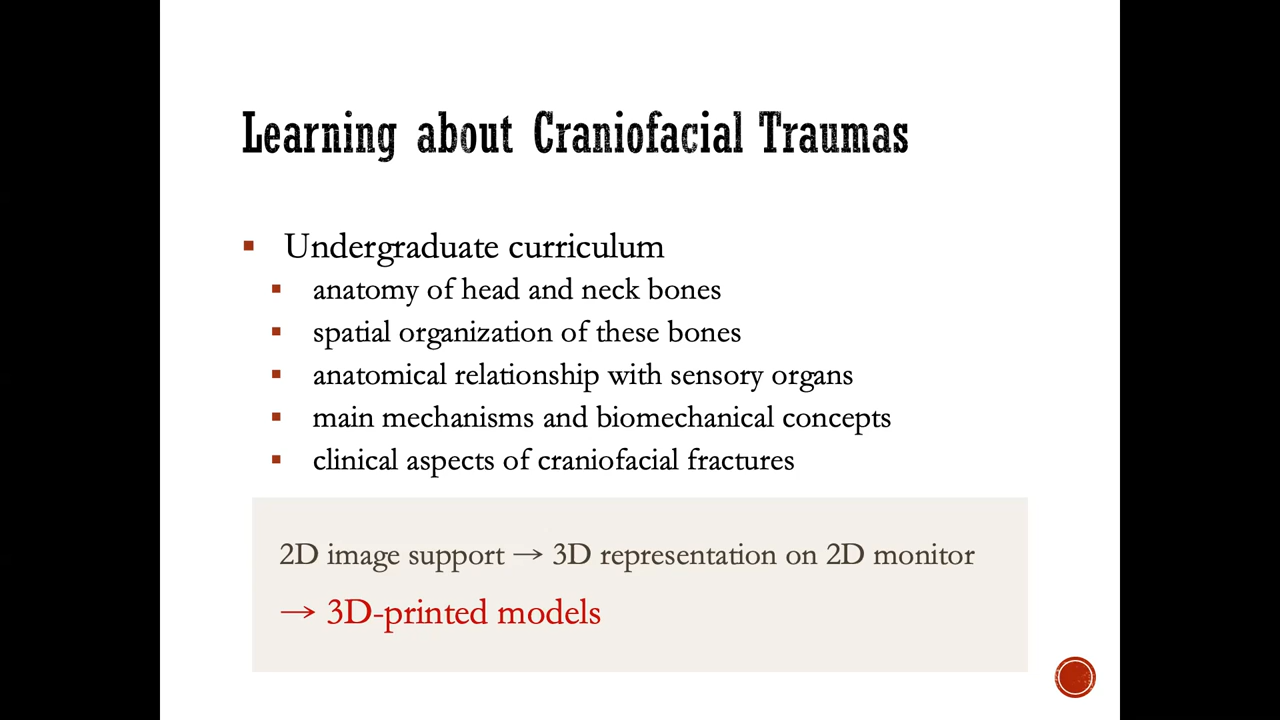 Learning about Craniofacial Traumas
▪ Undergraduate curriculum
▪ anatomy of head and neck bones
▪ spatial organization of these bones
▪ anatomical relationship with sensory organs
▪ main mechanisms and biomechanical concepts
▪ clinical aspects of craniofacial fractures
2D image support → 3D representation on 2D monitor
→ 3D-printed models